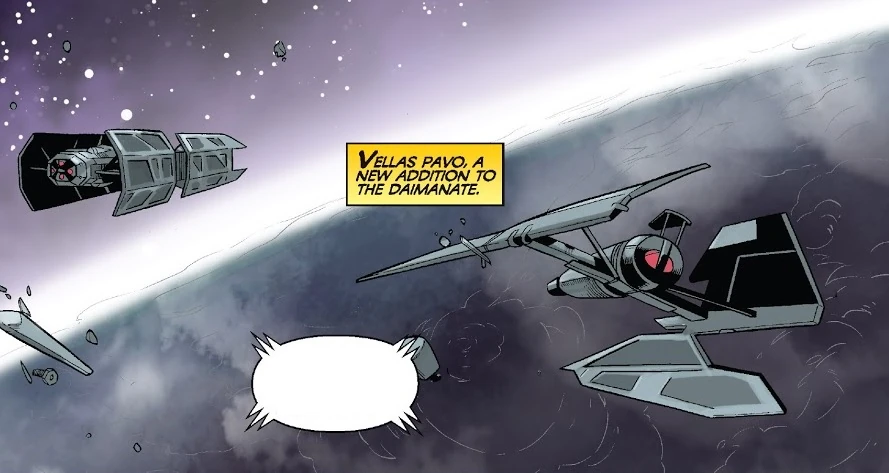 VELLAS PAVO, A
NEW ADDITION TO
THE DAIMANATE.